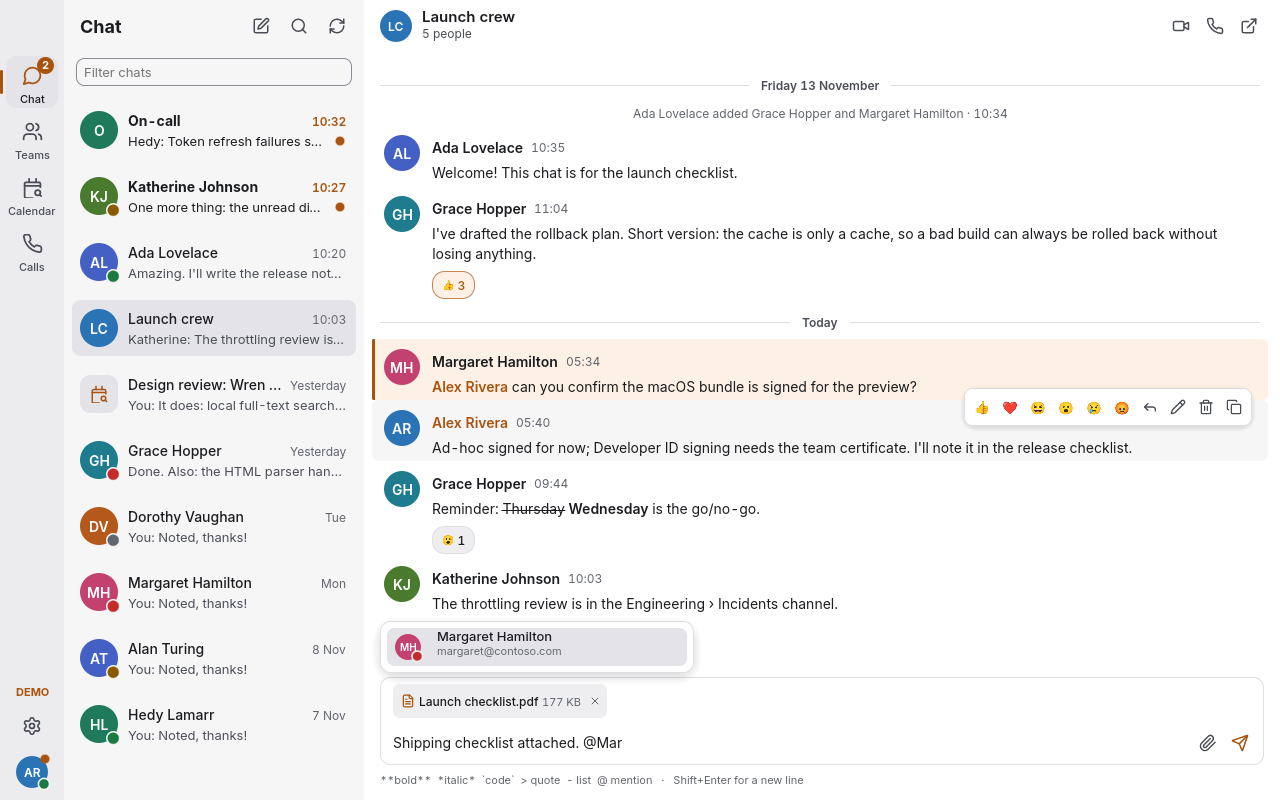 2
Chat
Teams
Calendar
Calls
DEMO
AR
Chat
Filter chats
O
On-call 10:32
Hedy: Token refresh failures s...
KJ
Katherine Johnson 10:27
One more thing: the unread di...
AL
Ada Lovelace 10:20
Amazing. I'll write the release not...
LC
Launch crew 10:03
Katherine: The throttling review is...
Design review: Wren ... Yesterday
You: It does: local full-text search...
GH
Grace Hopper Yesterday
Done. Also: the HTML parser han...
DV
Dorothy Vaughan Tue
You: Noted, thanks!
MH
Margaret Hamilton Mon
You: Noted, thanks!
AT
Alan Turing 8 Nov
You: Noted, thanks!
HL
Hedy Lamarr 7 Nov
You: Noted, thanks!
LC
Launch crew
5 people
Friday 13 November
Ada Lovelace added Grace Hopper and Margaret Hamilton · 10:34
AL
Ada Lovelace 10:35
Welcome! This chat is for the launch checklist.
GH
Grace Hopper 11:04
I've drafted the rollback plan. Short version: the cache is only a cache, so a bad build can always be rolled back without
losing anything.
👍 3
Today
MH
Margaret Hamilton 05:34
Alex Rivera can you confirm the macOS bundle is signed for the preview?
👍 ❤️ 😆 😮 😢 😡
AR
Alex Rivera 05:40
Ad-hoc signed for now; Developer ID signing needs the team certificate. I'll note it in the release checklist.
GH
Grace Hopper 09:44
Reminder: Thursday Wednesday is the go/no-go.
😮 1
KJ
Katherine Johnson 10:03
The throttling review is in the Engineering › Incidents channel.
MH
Margaret Hamilton
margaret@contoso.com
Launch checklist.pdf 177 KB
Shipping checklist attached. @Mar
**bold** *italic* `code` > quote - list @ mention · Shift+Enter for a new line